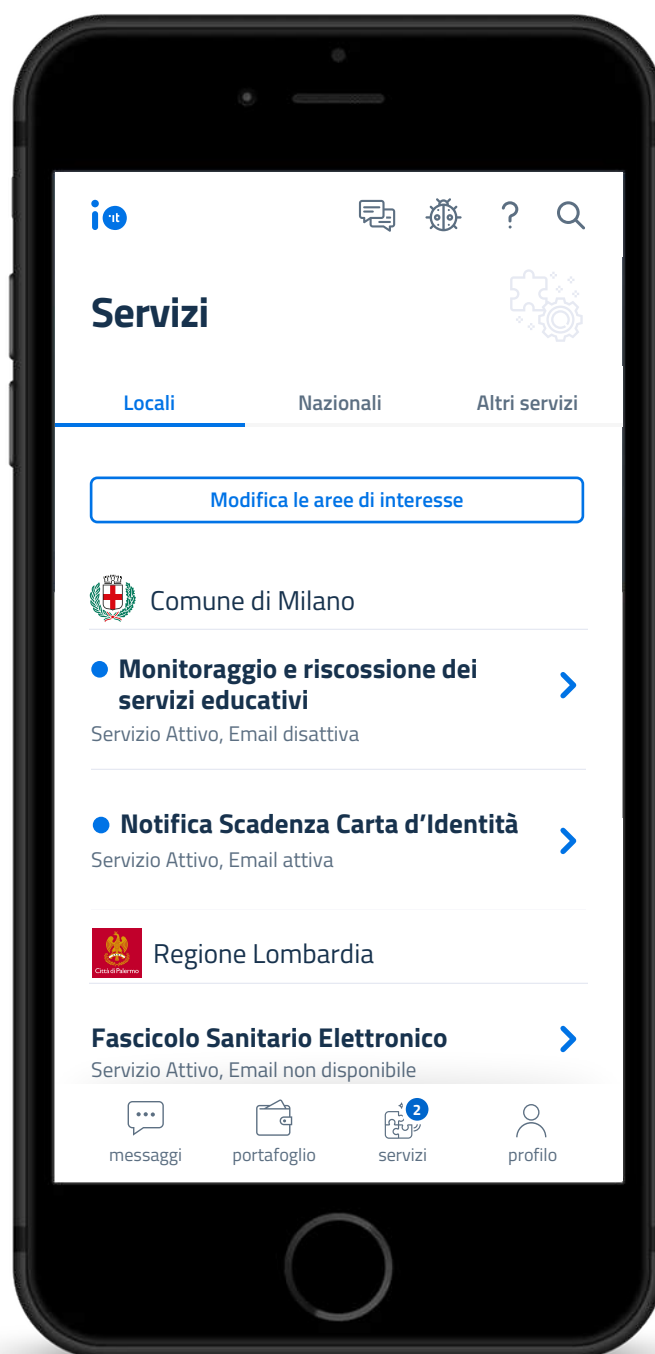 io it
Servizi
Locali Nazionali Altri servizi
Modifica le aree di interesse
Comune di Milano
Monitoraggio e riscossione dei
servizi educativi
Servizio Attivo, Email disattiva
Notifica Scadenza Carta d'Identità
Servizio Attivo, Email attiva
Città di Palermo
Regione Lombardia
Fascicolo Sanitario Elettronico
Servizio Attivo, Email non disponibile
2
messaggi portafoglio servizi profilo